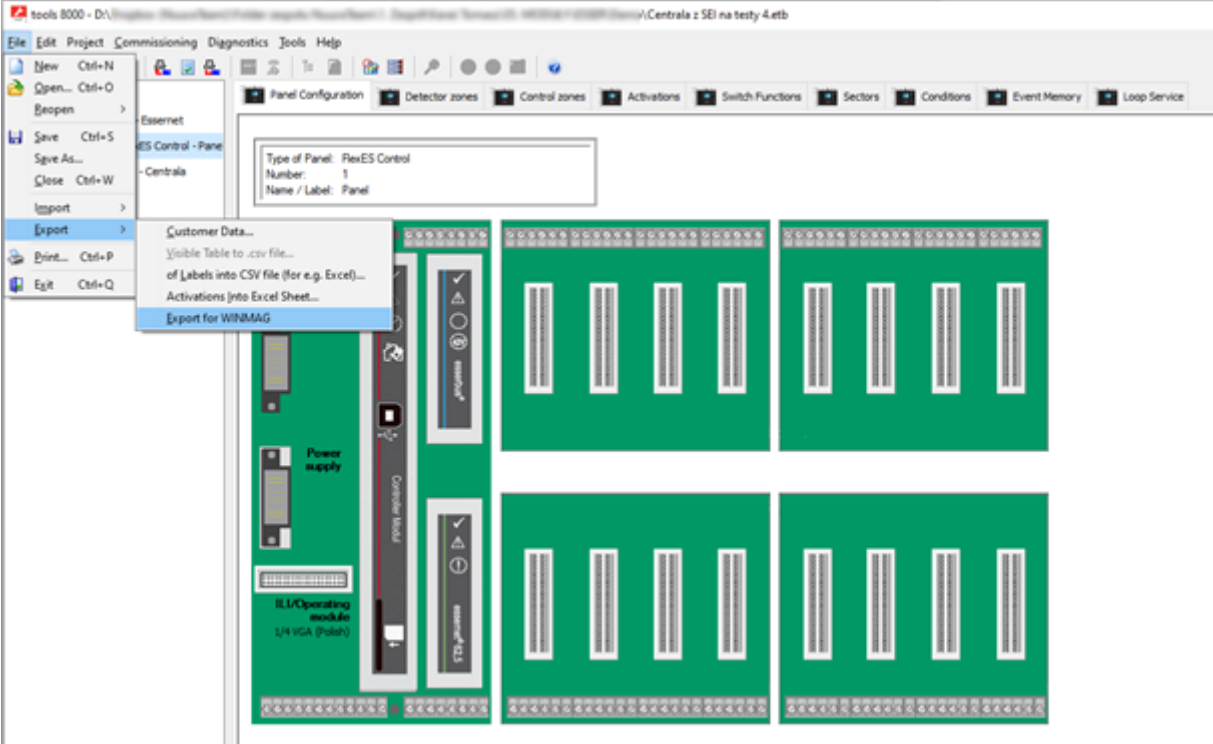 tools 8000 - D:\
\Centrala z SEI na testy 4.etb
File Edit Project Commissioning Diagnostics Tools Help
New Ctrl+N
Open... Ctrl+O
Reopen
Save Ctrl+S
Save As...
Close Ctrl+W
Import
Export
Print... Ctrl+P
Exit Ctrl+Q
Customer Data...
Visible Table to .csv file...
of Labels into CSV file (for e.g. Excel)...
Activations Into Excel Sheet...
Export for WINMAG
- Essernet
ES Control - Pane
- Centrala
Panel Configuration Detector zones Control zones Activations Switch Functions Sectors Conditions Event Memory Loop Service
Type of Panel: FlexES Control
Number: 1
Name / Label: Panel
Power
supply
Controller Modul
esserbus®
essernet®62.5
ILI/Operating
module
1/4 VGA (Polish)